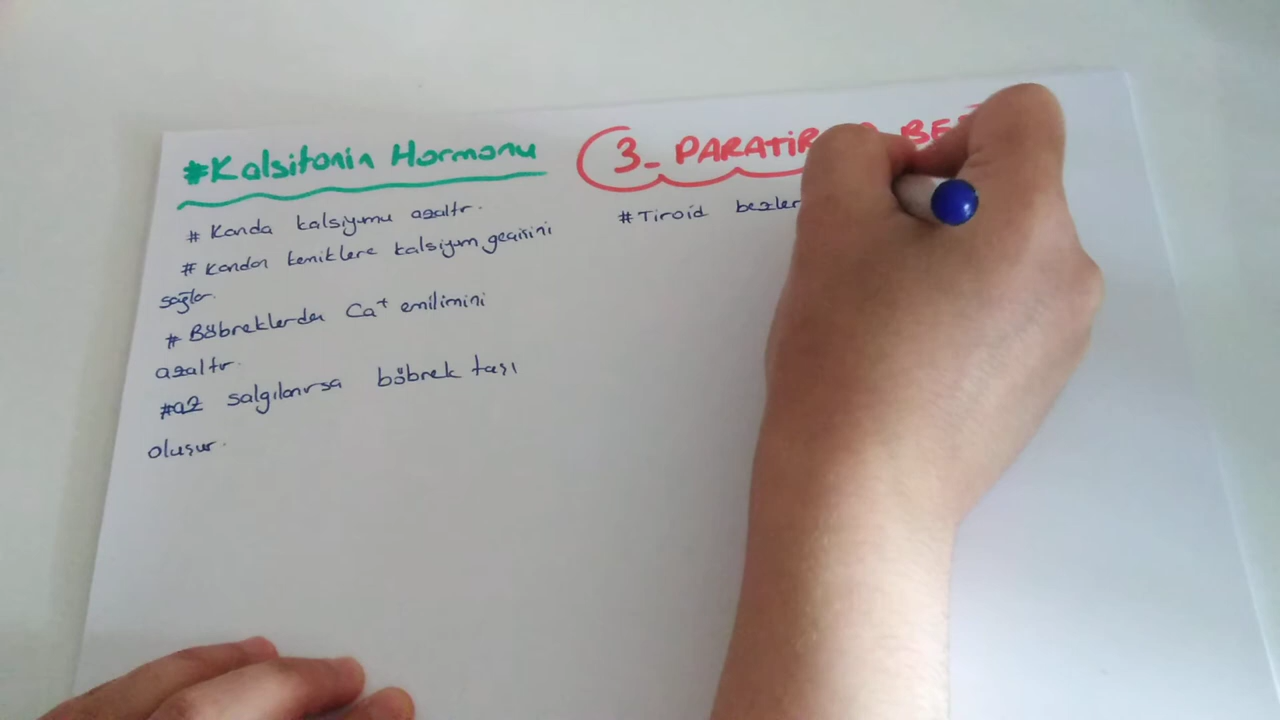 #Kalsitonin Hormonu
# Kanda kalsiyumu azaltır.
# Kandan kemiklere kalsiyum geçişini
sağlar.
# Böbreklerden Ca+ emilimini
azaltır.
#az salgılanırsa böbrek taşı
oluşur.
3_ PARATİR
# Tiroid bezler